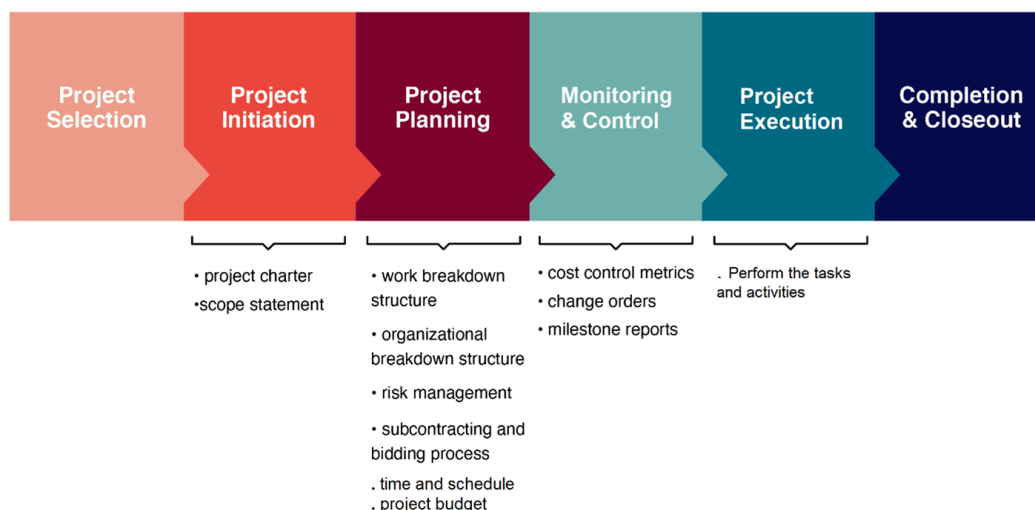 Project
Selection
Project
Initiation
Project
Planning
Monitoring
& Control
Project
Execution
Completion
& Closeout
• project charter
•scope statement
• work breakdown
structure
• organizational
breakdown structure
• risk management
• subcontracting and
bidding process
. time and schedule
. project budget
• cost control metrics
• change orders
• milestone reports
. Perform the tasks
and activities